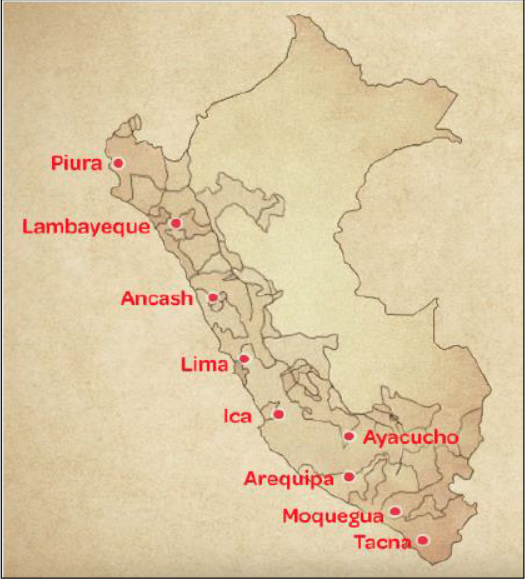 Piura
Lambayeque
Ancash
Lima
Ica
Ayacucho
Arequipa
Moquegua
Tacna